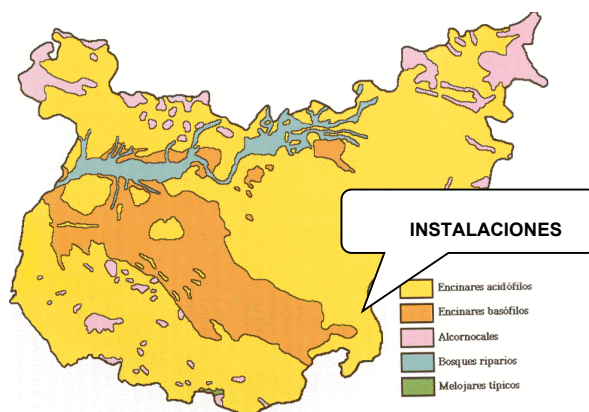 INSTALACIONES
Encinares acidófilos
Encinares basófilos
Alcornocales
Bosques riparios
Melojares típicos